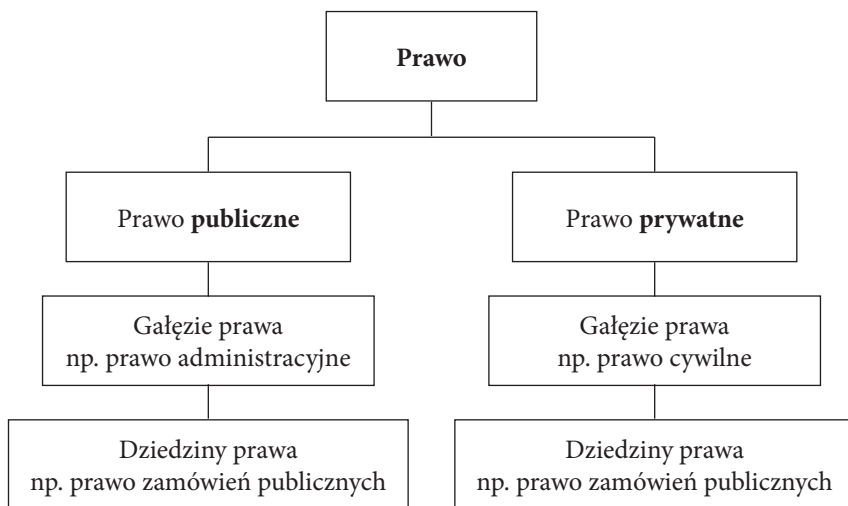 Prawo
Prawo publiczne
Prawo prywatne
Gałęzie prawa
np. prawo administracyjne
Gałęzie prawa
np. prawo cywilne
Dziedziny prawa
np. prawo zamówień publicznych
Dziedziny prawa
np. prawo zamówień publicznych